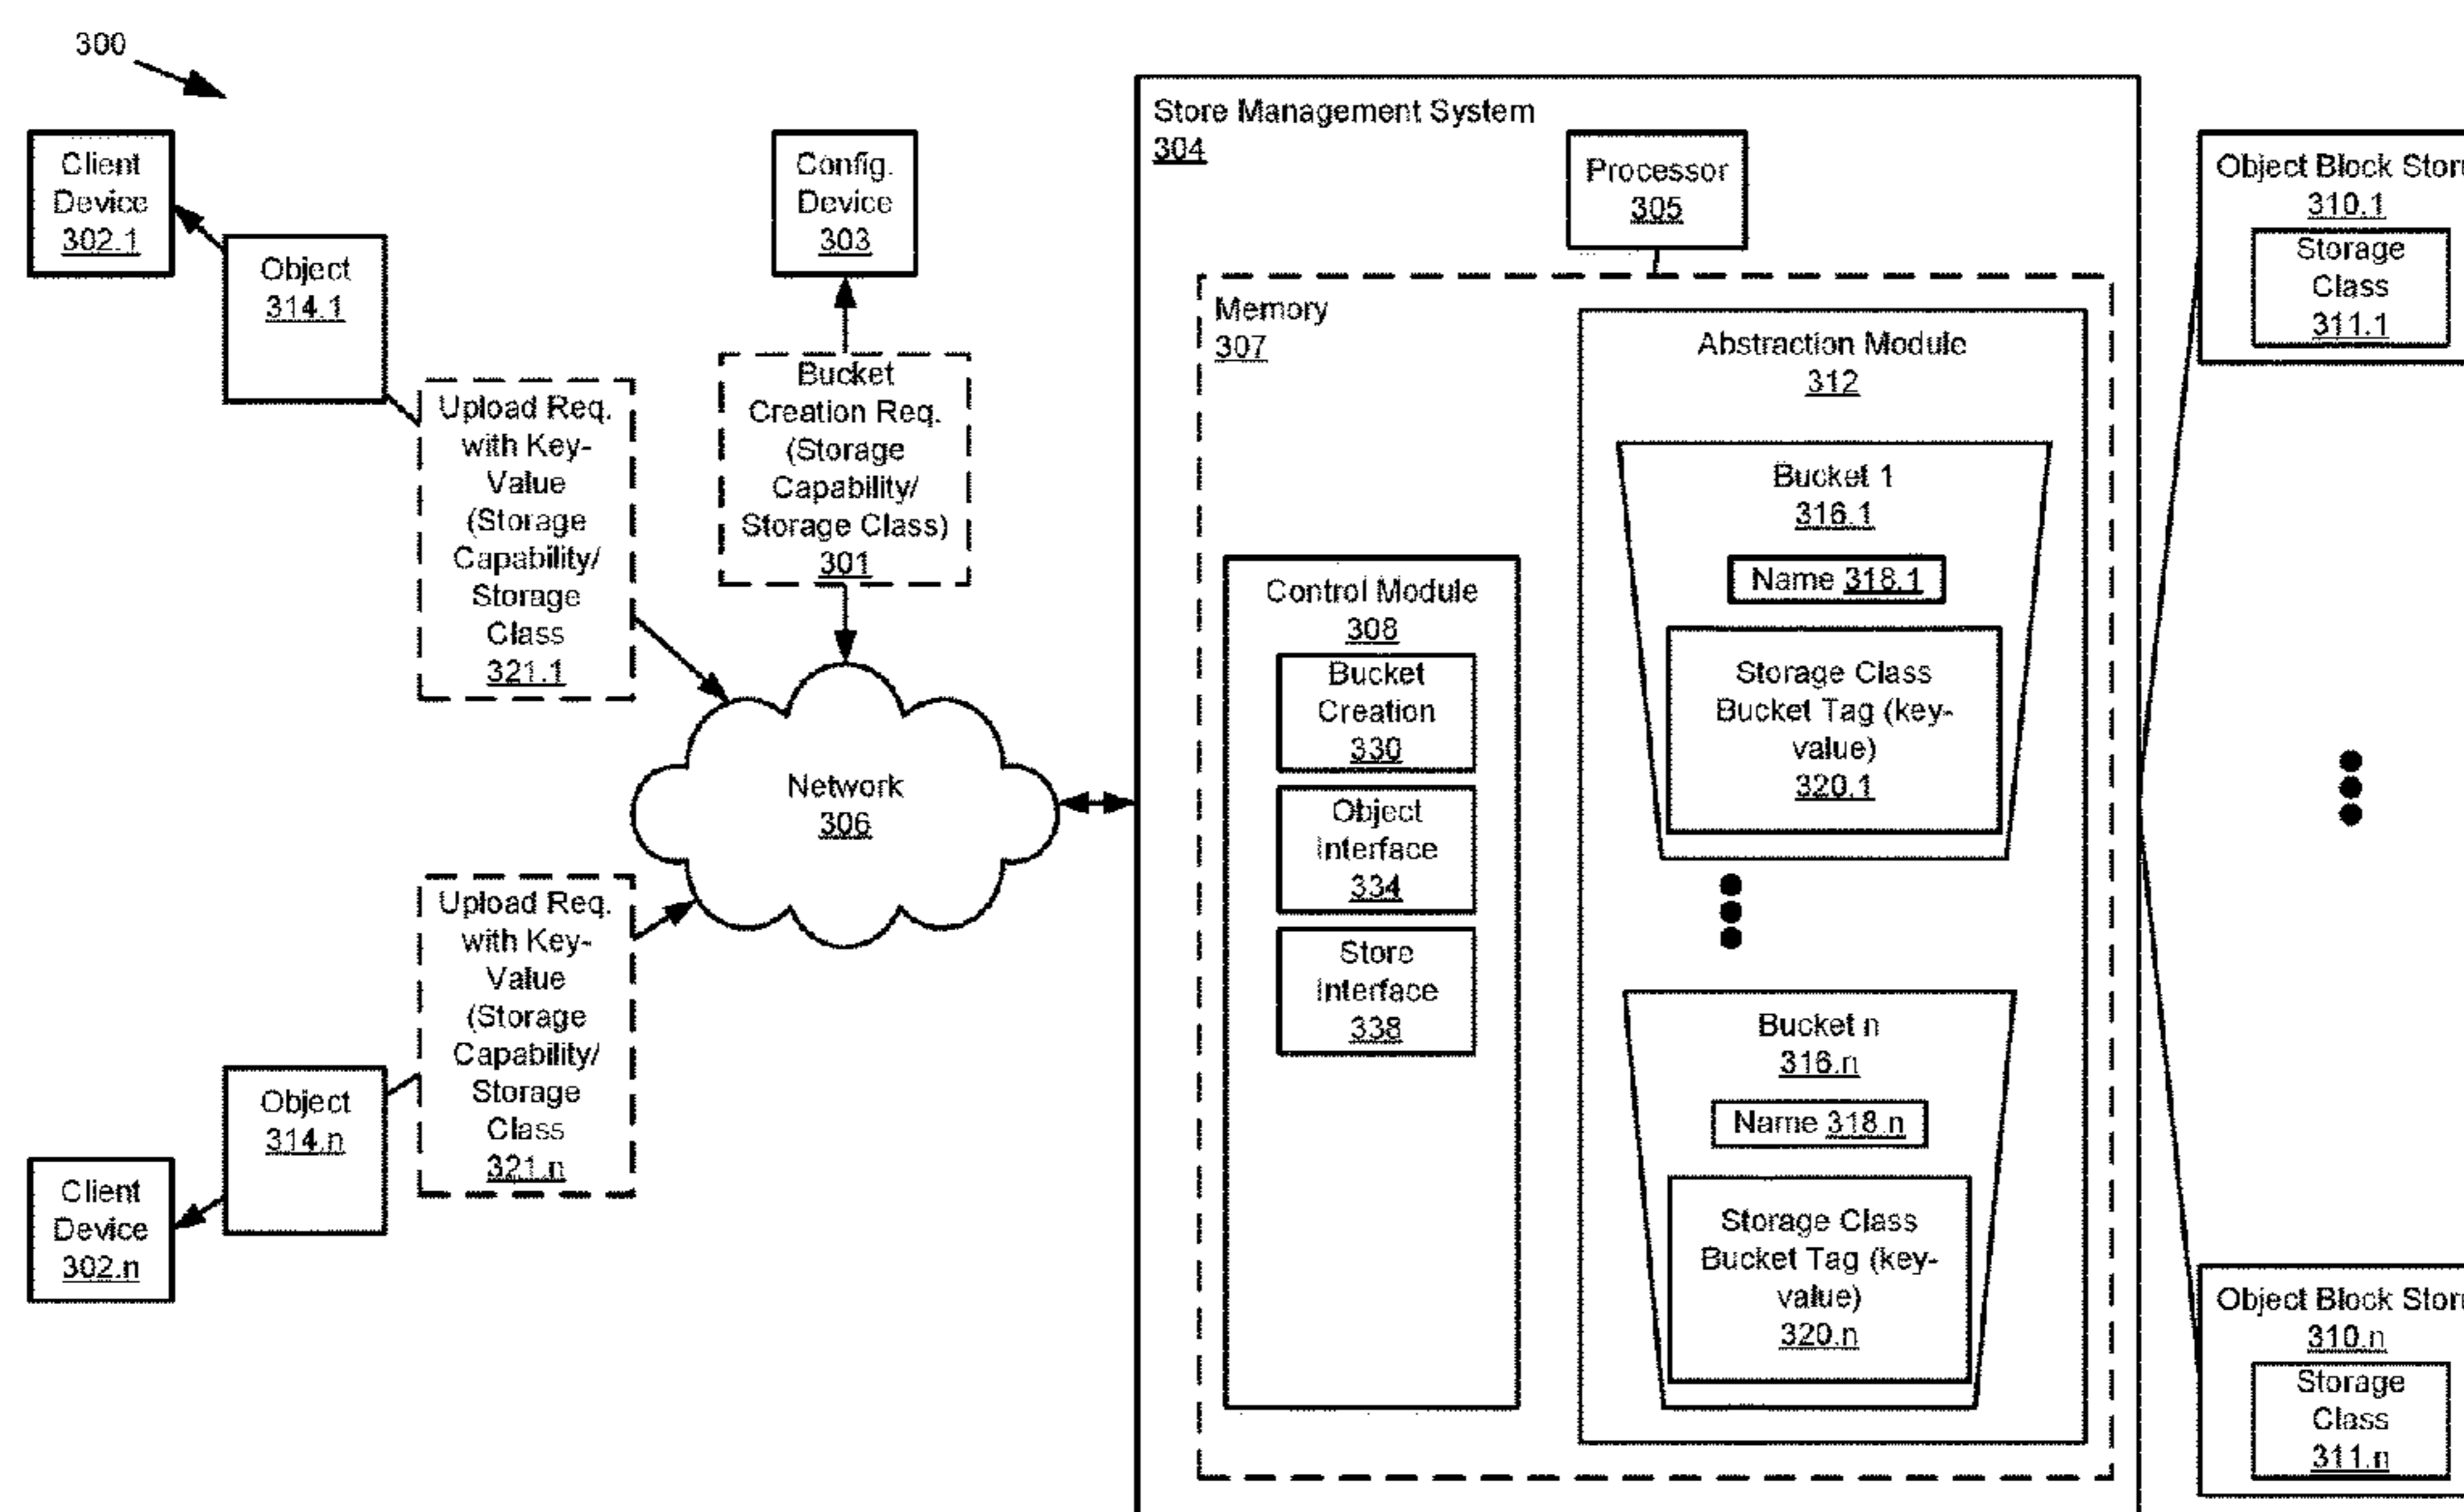 300
Client
Device
302.1
Object
314.1
Upload Req.
with Key-
Value
(Storage
Capability/
Storage
Class
321.1
Config.
Device
303
Bucket
Creation Req.
(Storage
Capability/
Storage Class)
301
Network
306
Upload Req.
with Key-
Value
(Storage
Capability/
Storage
Class
321.n
Object
314.n
Client
Device
302.n
Store Management System
304
Processor
305
Memory
307
Control Module
308
Bucket
Creation
330
Object
Interface
334
Store
Interface
338
Abstraction Module
312
Bucket 1
316.1
Name 318.1
Storage Class
Bucket Tag (key-
value)
320.1
Bucket n
316.n
Name 318.n
Storage Class
Bucket Tag (key-
value)
320.n
Object Block Stor
310.1
Storage
Class
311.1
Object Block Stor
310.n
Storage
Class
311.n